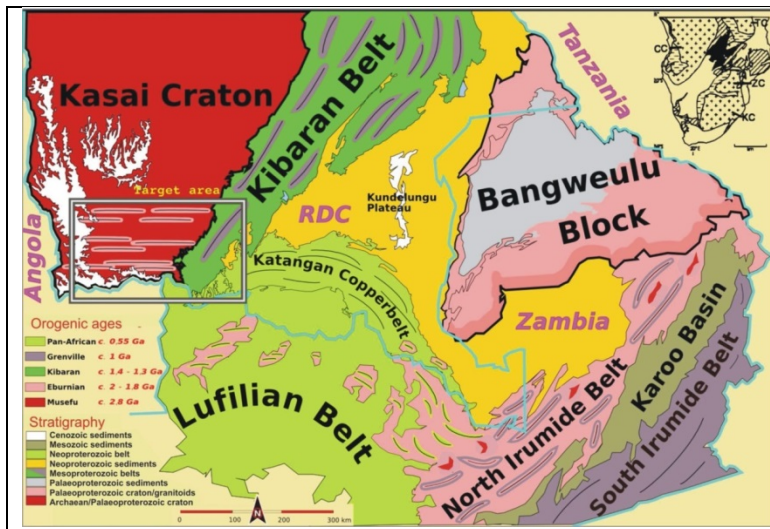 Kasai Craton
Kibaran Belt
Tanzania
TC
CC
ZC
KC
Target area
Angola
RDC
Kundelungu
Plateau
Bangweulu
Block
Katangan Copperbelt
Zambia
Lufilian Belt
North Irumide Belt
Karoo Basin
South Irumide Belt
Orogenic ages
Pan-African c. 0.55 Ga
Grenville c. 1 Ga
Kibaran c. 1.4 - 1.3 Ga
Eburnian c. 2 - 1.8 Ga
Musefu c. 2.8 Ga
Stratigraphy
Cenozoic sediments
Mesozoic sediments
Neoproterozoic belt
Neoproterozoic sediments
Mesoproterozoic belts
Palaeoproterozoic sediments
Palaeoproterozoic craton/granitoids
Archaean/Palaeoproterozoic craton
N
0 100 200 300 km